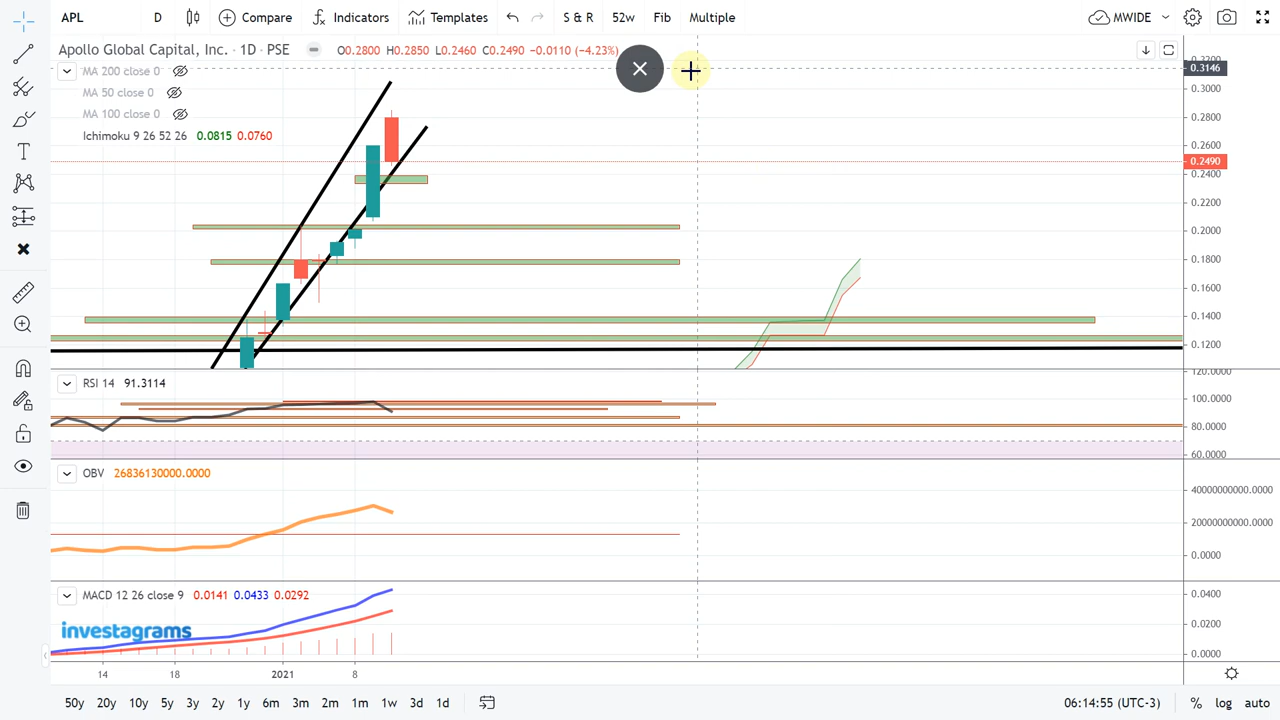 APL D Compare Indicators Templates S & R 52w Fib Multiple MWIDE
Apollo Global Capital, Inc. · 1D · PSE O0.2800 H0.2850 L0.2460 C0.2490 −0.0110 (−4.23%)
MA 200 close 0
MA 50 close 0
MA 100 close 0
Ichimoku 9 26 52 26 0.0815 0.0760
0.3200
0.3146
0.3000
0.2800
0.2600
0.2490
0.2400
0.2200
0.2000
0.1800
0.1600
0.1400
0.1200
RSI 14 91.3114
120.0000
100.0000
80.0000
60.0000
OBV 26836130000.0000
40000000000.0000
20000000000.0000
0.0000
MACD 12 26 close 9 0.0141 0.0433 0.0292
0.0400
0.0200
0.0000
investagrams
14 18 2021 8
50y 20y 10y 5y 3y 2y 1y 6m 3m 2m 1m 1w 3d 1d 06:14:55 (UTC-3) % log auto